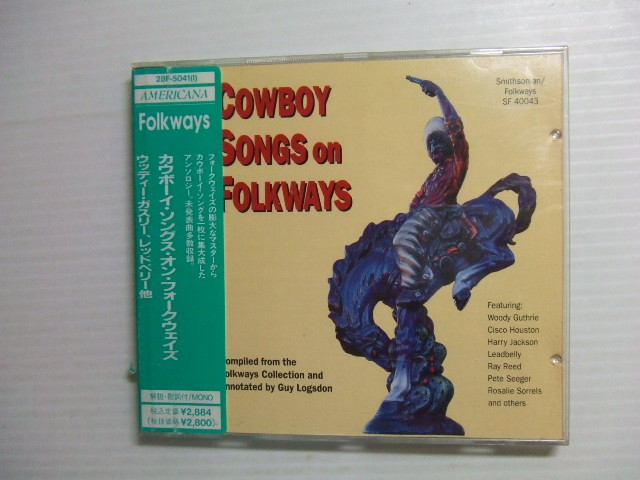 2BF-5041(I)
AMERICANA
Folkways
フォークウェイズの膨大なマスターから
カウボーイ・ソングを一枚に集大成した
アンソロジー。未発表曲多数収録。
カウボーイ・ソングス・オン・フォークウェイズ
ウッディー・ガスリー、レッドベリー、他
解説・歌詞付/MONO
税込定価¥2,884
(税抜価格¥2,800)
COWBOY
SONGS on
FOLKWAYS
Smithsonian/
Folkways
SF 40043
Featuring:
Woody Guthrie
Cisco Houston
Harry Jackson
Leadbelly
Ray Reed
Pete Seeger
Rosalie Sorrels
and others
compiled from the
olkways Collection and
nnotated by Guy Logsdon